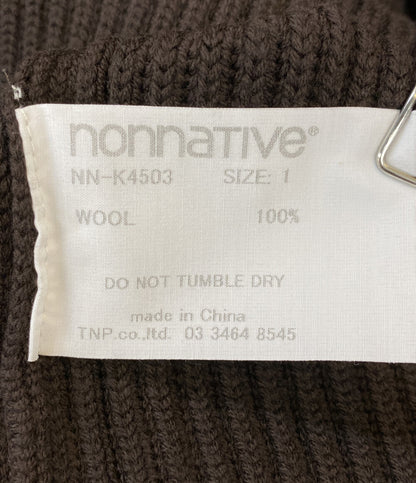 nonnative®
NN-K4503 SIZE: 1
WOOL 100%
DO NOT TUMBLE DRY
made in China
TNP.co.,ltd. 03 3464 8545